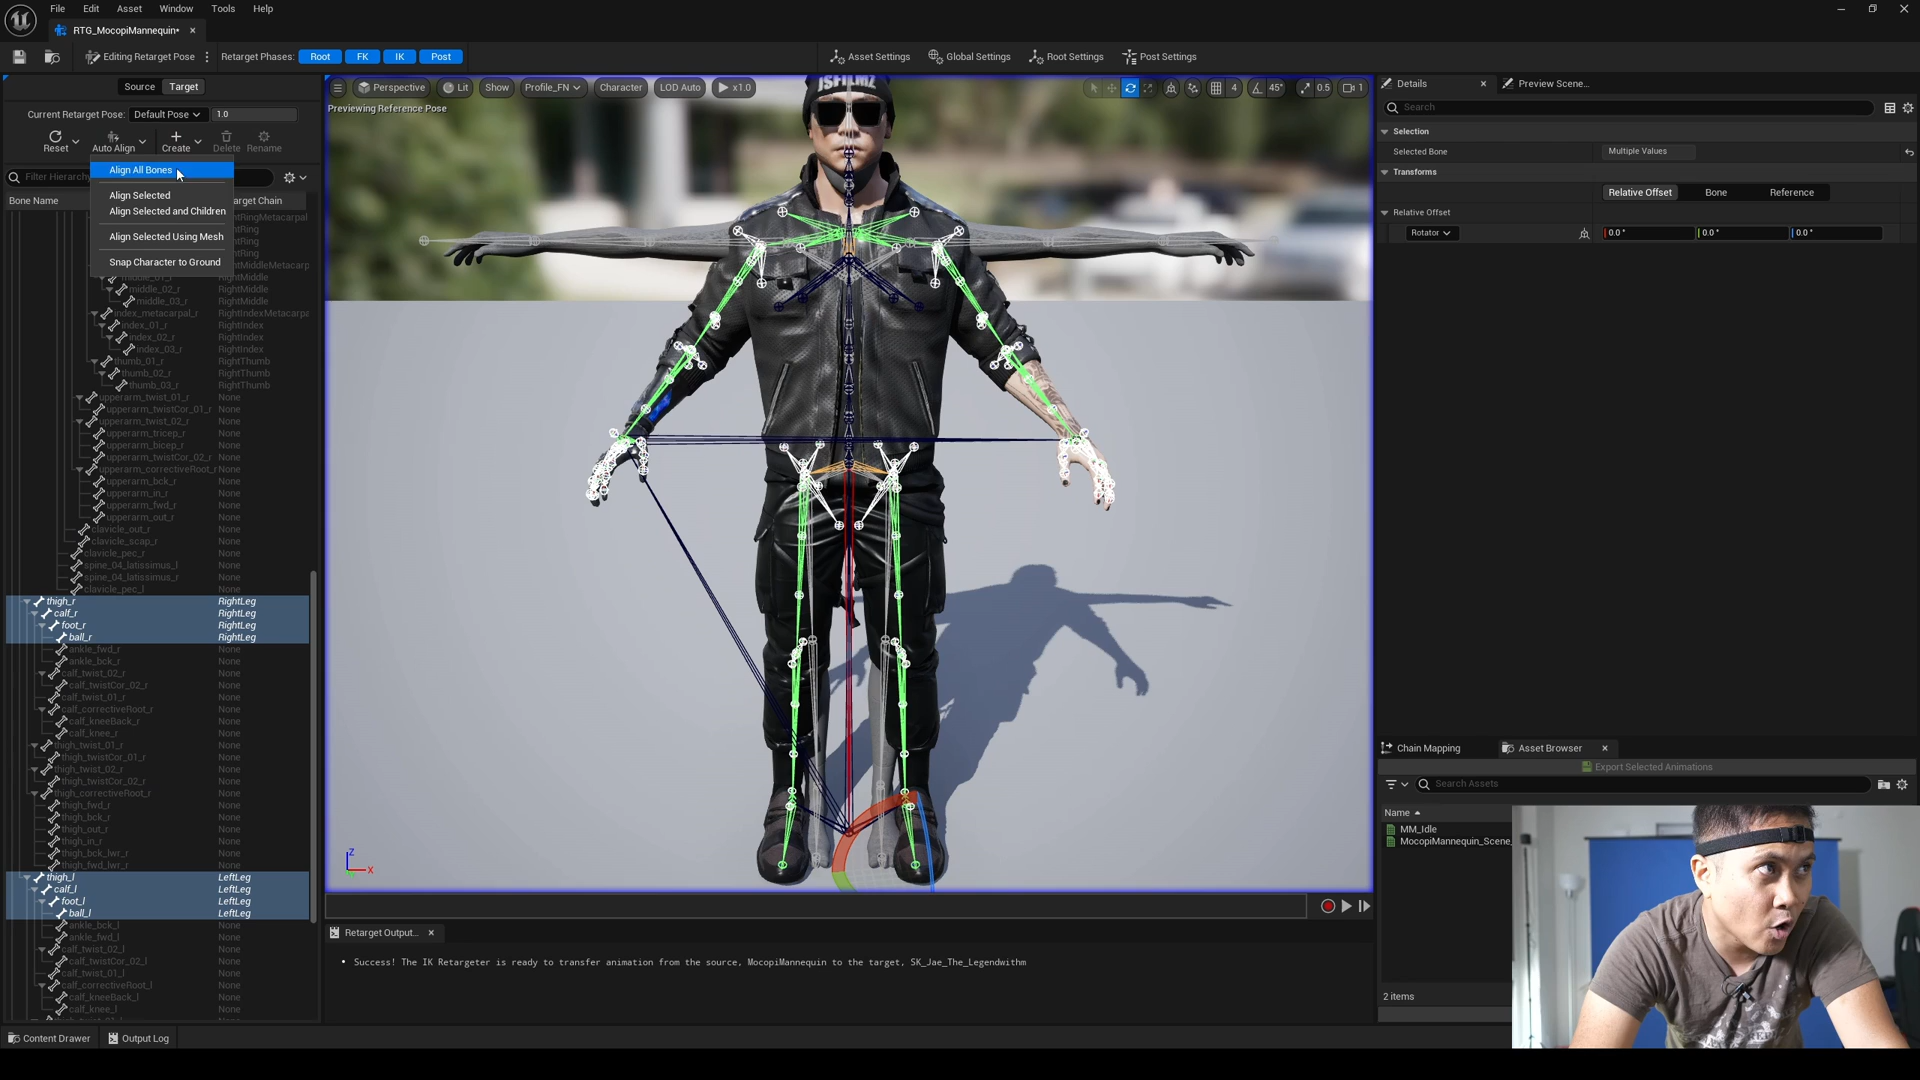 File Edit Asset Window Tools Help
RTG_MocopiMannequin•
Editing Retarget Pose
Retarget Phases: Root FK IK Post
Asset Settings Global Settings Root Settings Post Settings
Source Target
Current Retarget Pose: Default Pose 1.0
Reset Auto Align Create Delete Rename
Align All Bones
Align Selected
Align Selected and Children
Align Selected Using Mesh
Snap Character to Ground
Filter Hierarchy
Bone Name
middle_02_r RightMiddle
middle_03_r RightMiddle
index_metacarpal_r RightIndexMetacarpa
index_01_r RightIndex
index_02_r RightIndex
index_03_r RightIndex
thumb_01_r RightThumb
thumb_02_r RightThumb
thumb_03_r RightThumb
upperarm_twist_01_r None
upperarm_twistCor_01_r None
upperarm_twist_02_r None
upperarm_tricep_r None
upperarm_bicep_r None
upperarm_twistCor_02_r None
upperarm_correctiveRoot_r None
upperarm_bck_r None
upperarm_in_r None
upperarm_fwd_r None
upperarm_out_r None
clavicle_out_r None
clavicle_scap_r None
clavicle_pec_r None
spine_04_latissimus_l None
spine_04_latissimus_r None
clavicle_pec_l None
thigh_r RightLeg
calf_r RightLeg
foot_r RightLeg
ball_r RightLeg
ankle_fwd_r None
ankle_bck_r None
calf_twist_02_r None
calf_twistCor_02_r None
calf_twist_01_r None
calf_correctiveRoot_r None
calf_kneeBack_r None
calf_knee_r None
thigh_twist_01_r None
thigh_twistCor_01_r None
thigh_twist_02_r None
thigh_twistCor_02_r None
thigh_correctiveRoot_r None
thigh_fwd_r None
thigh_bck_r None
thigh_out_r None
thigh_in_r None
thigh_bck_lwr_r None
thigh_fwd_lwr_r None
thigh_l LeftLeg
calf_l LeftLeg
foot_l LeftLeg
ball_l LeftLeg
ankle_bck_l None
ankle_fwd_l None
calf_twist_02_l None
calf_twistCor_02_l None
calf_twist_01_l None
calf_correctiveRoot_l None
calf_kneeBack_l None
calf_knee_l None
Perspective Lit Show Profile_FN Character LOD Auto x1.0
4 45° 0.5 1
Previewing Reference Pose
JSFILMZ
Z
X
Retarget Output...
• Success! The IK Retargeter is ready to transfer animation from the source, MocopiMannequin to the target, SK_Jae_The_Legendwithm
Details Preview Scene...
Search
Selection
Selected Bone Multiple Values
Transforms
Relative Offset Bone Reference
Relative Offset
Rotator 0.0 ° 0.0 ° 0.0 °
Chain Mapping Asset Browser
Export Selected Animations
Search Assets
Name
MM_Idle
MocopiMannequin_Scene_
2 items
Content Drawer Output Log